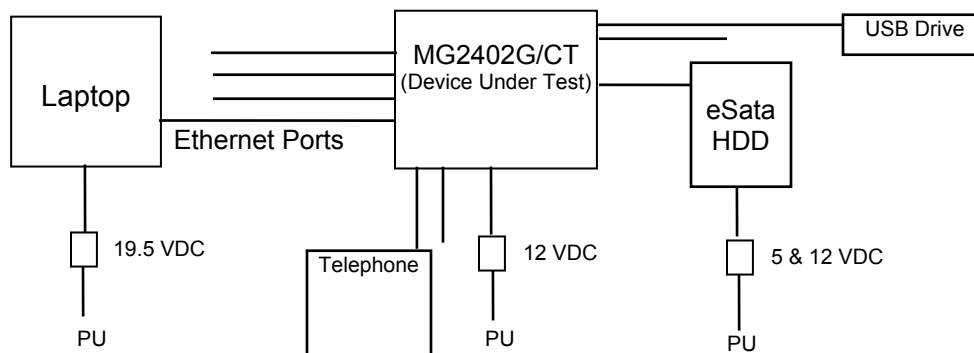 USB Drive
MG2402G/CT
(Device Under Test)
Laptop
eSata
HDD
Ethernet Ports
19.5 VDC
Telephone
12 VDC
5 & 12 VDC
PU
PU
PU